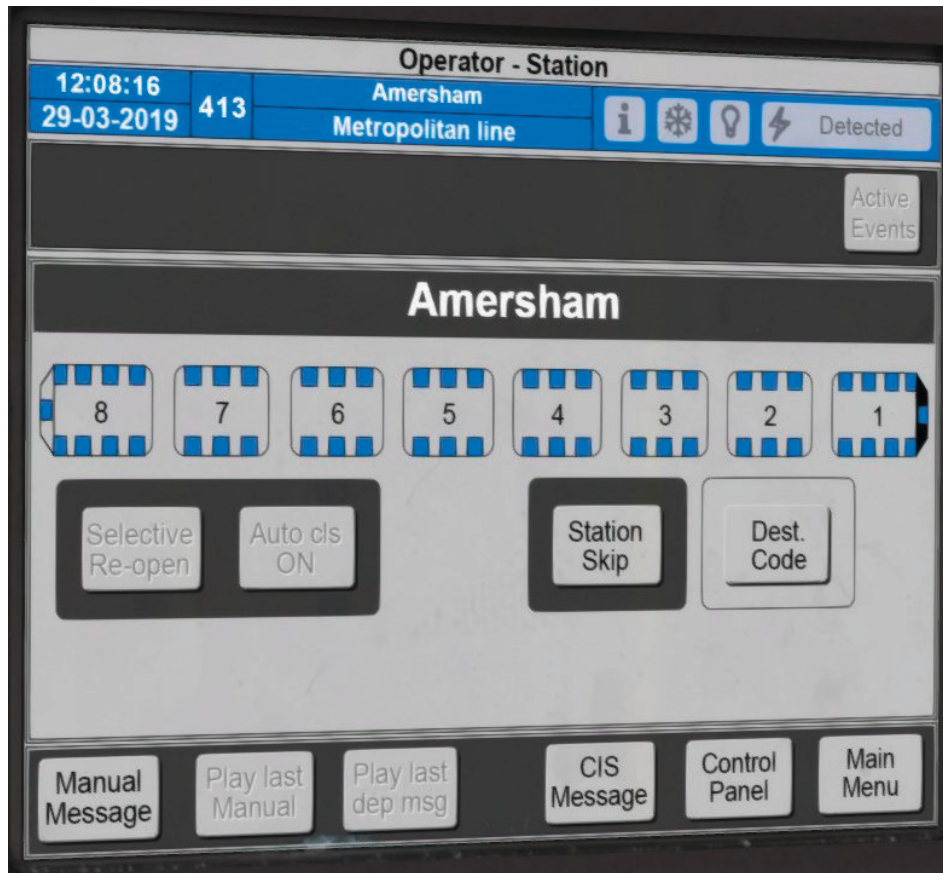 Operator - Station
12:08:16
29-03-2019
413
Amersham
Metropolitan line
i
Detected
Active
Events
Amersham
8 7 6 5 4 3 2 1
Selective
Re-open
Auto cls
ON
Station
Skip
Dest.
Code
Manual
Message
Play last
Manual
Play last
dep msg
CIS
Message
Control
Panel
Main
Menu